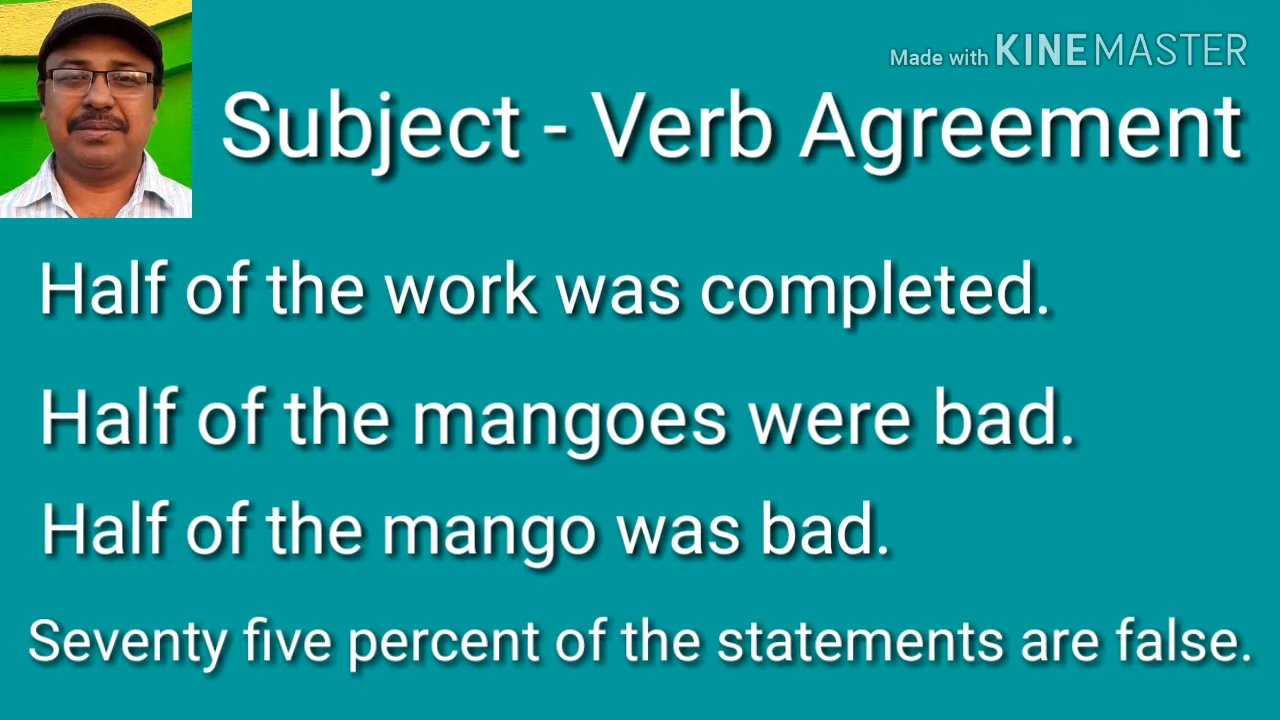 Made with KINEMASTER
Subject - Verb Agreement
Half of the work was completed.
Half of the mangoes were bad.
Half of the mango was bad.
Seventy five percent of the statements are false.